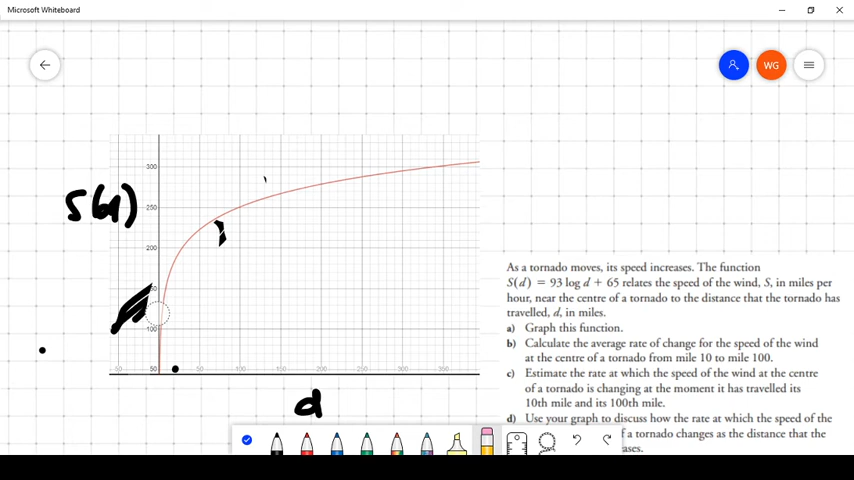 Microsoft Whiteboard
WG
S(d)
300
250
200
50
100
50
50
50
100
150
200
250
300
350
d
As a tornado moves, its speed increases. The function
S(d) = 93 log d + 65 relates the speed of the wind, S, in miles per
hour, near the centre of a tornado to the distance that the tornado has
travelled, d, in miles.
a) Graph this function.
b) Calculate the average rate of change for the speed of the wind
at the centre of a tornado from mile 10 to mile 100.
c) Estimate the rate at which the speed of the wind at the centre
of a tornado is changing at the moment it has travelled its
10th mile and its 100th mile.
d) Use your graph to discuss how the rate at which the speed of the
f a tornado changes as the distance that the
eases.